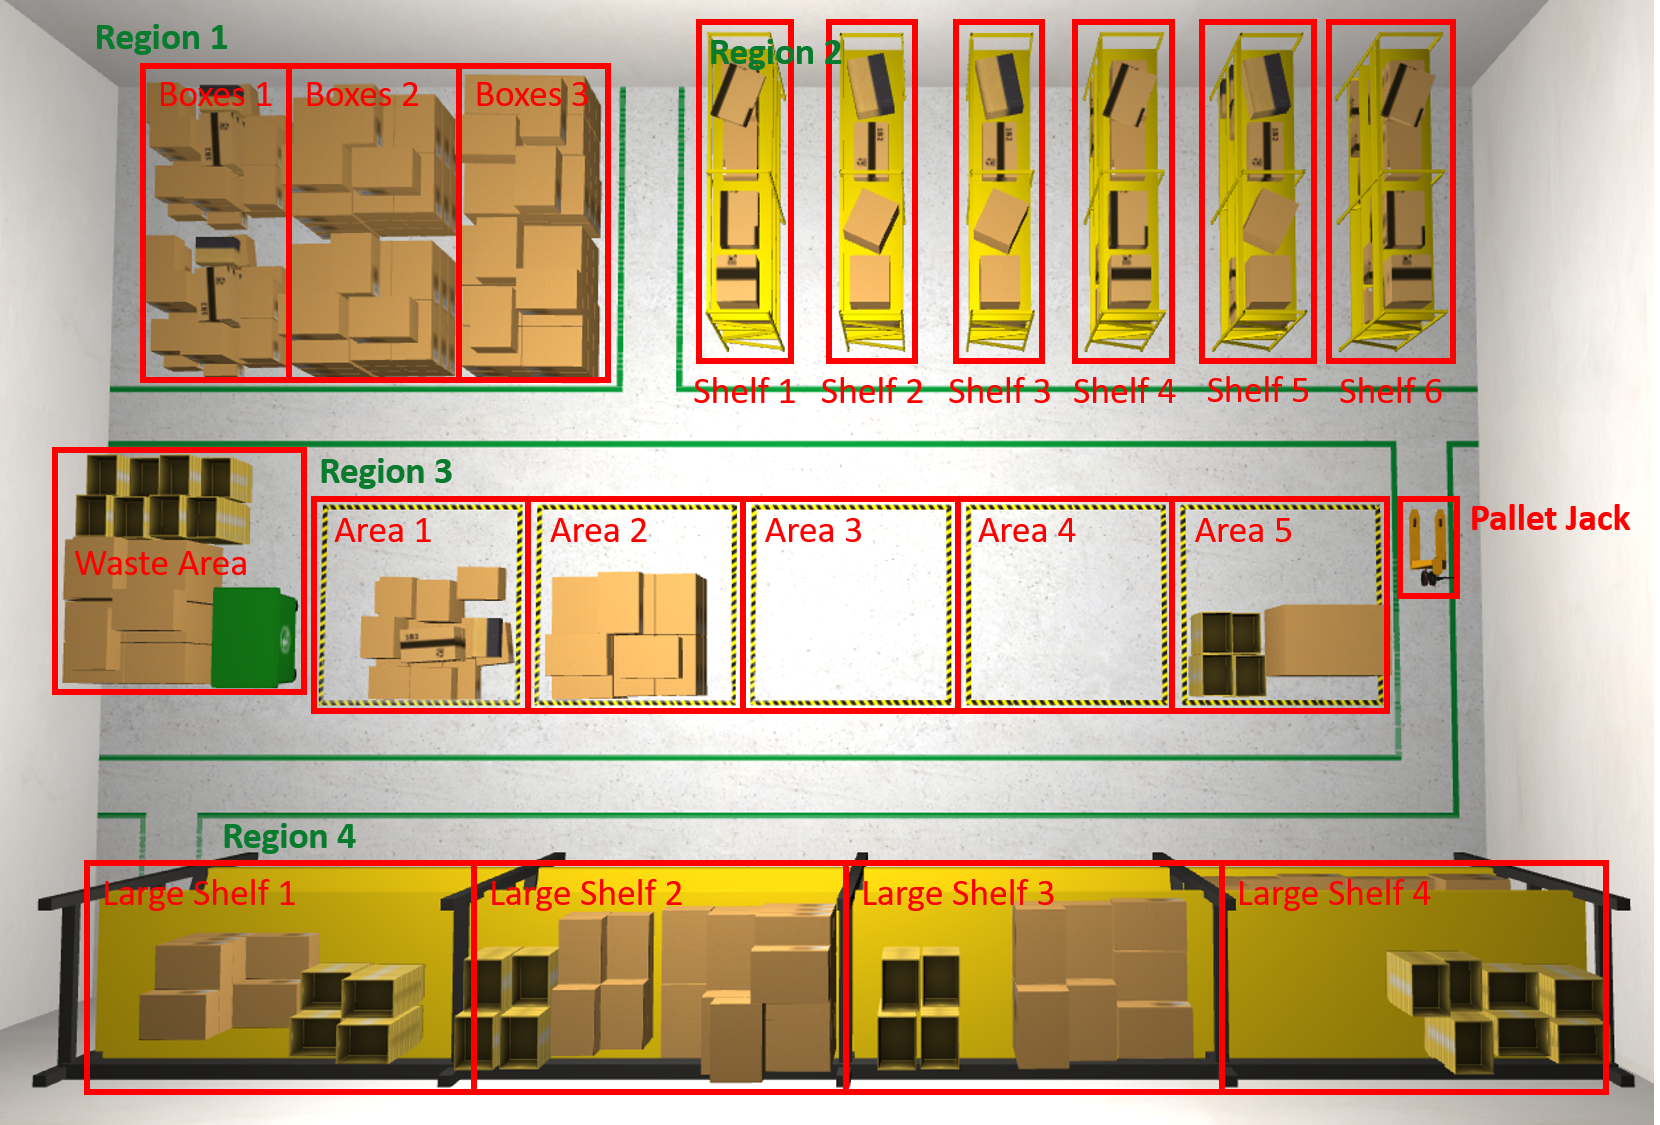 Region 1
Region 2
Boxes 1
Boxes 2
Boxes 3
Shelf 1
Shelf 2
Shelf 3
Shelf 4
Shelf 5
Shelf 6
Region 3
Waste Area
Area 1
Area 2
Area 3
Area 4
Area 5
Pallet Jack
Region 4
Large Shelf 1
Large Shelf 2
Large Shelf 3
Large Shelf 4